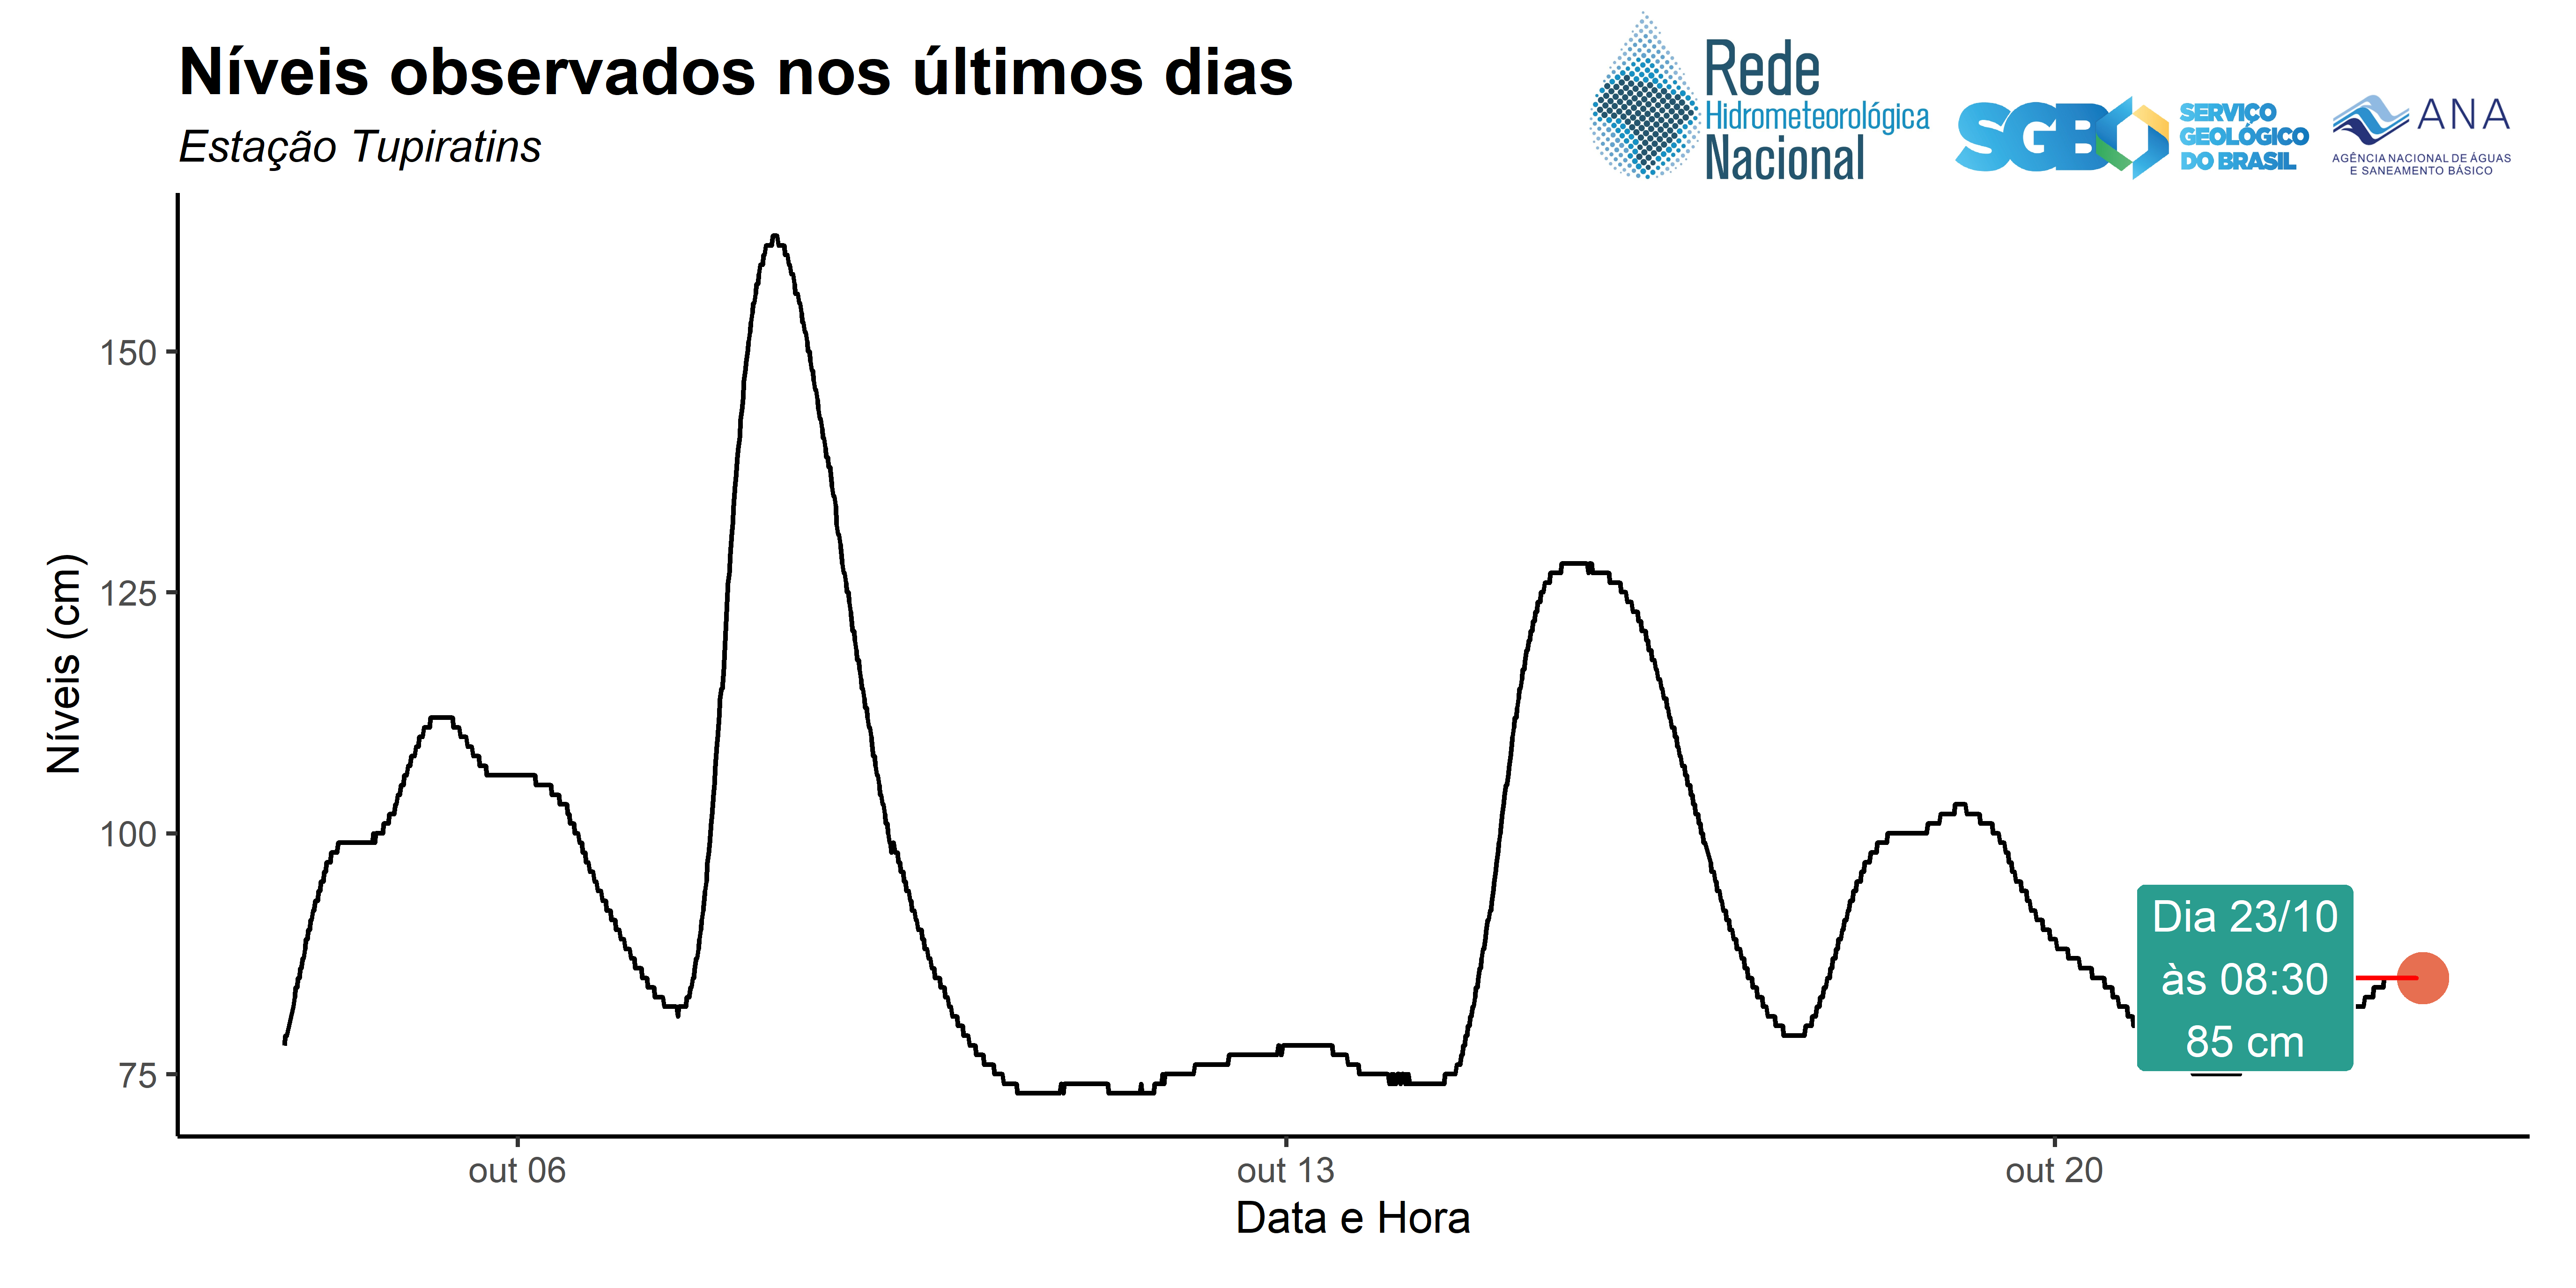 Níveis observados nos últimos dias
Estação Tupiratins
Rede
Hidrometeorológica
Nacional
SGB
SERVIÇO
GEOLÓGICO
DO BRASIL
ANA
AGÊNCIA NACIONAL DE ÁGUAS
E SANEAMENTO BÁSICO
Níveis (cm)
150
125
100
75
Dia 23/10
às 08:30
85 cm
out 06
out 13
out 20
Data e Hora